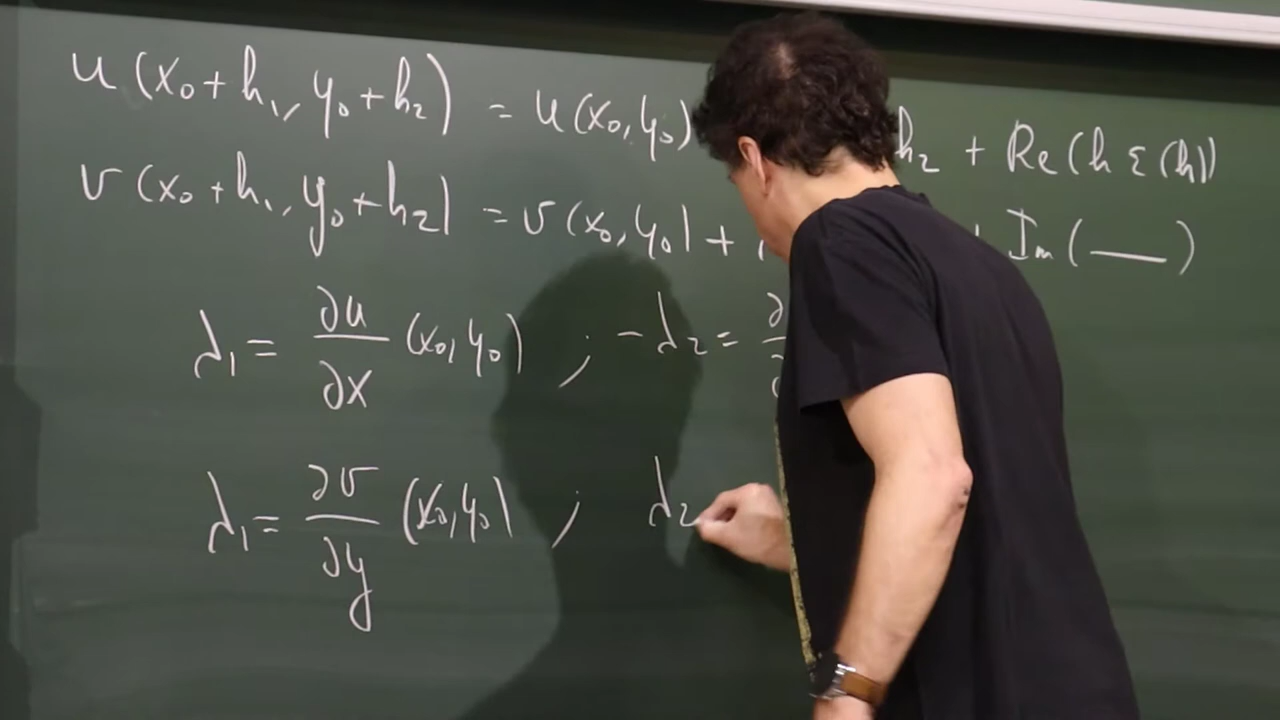 u(x₀+h₁, y₀+h₂) = u(x₀,y₀) h₂ + Re(h ε(h))
v(x₀+h₁, y₀+h₂) = v(x₀,y₀) + Im(___)
λ₁ = ∂u/∂x (x₀,y₀) ; -λ₂ = ∂
λ₁ = ∂v/∂y (x₀,y₀) ; λ₂